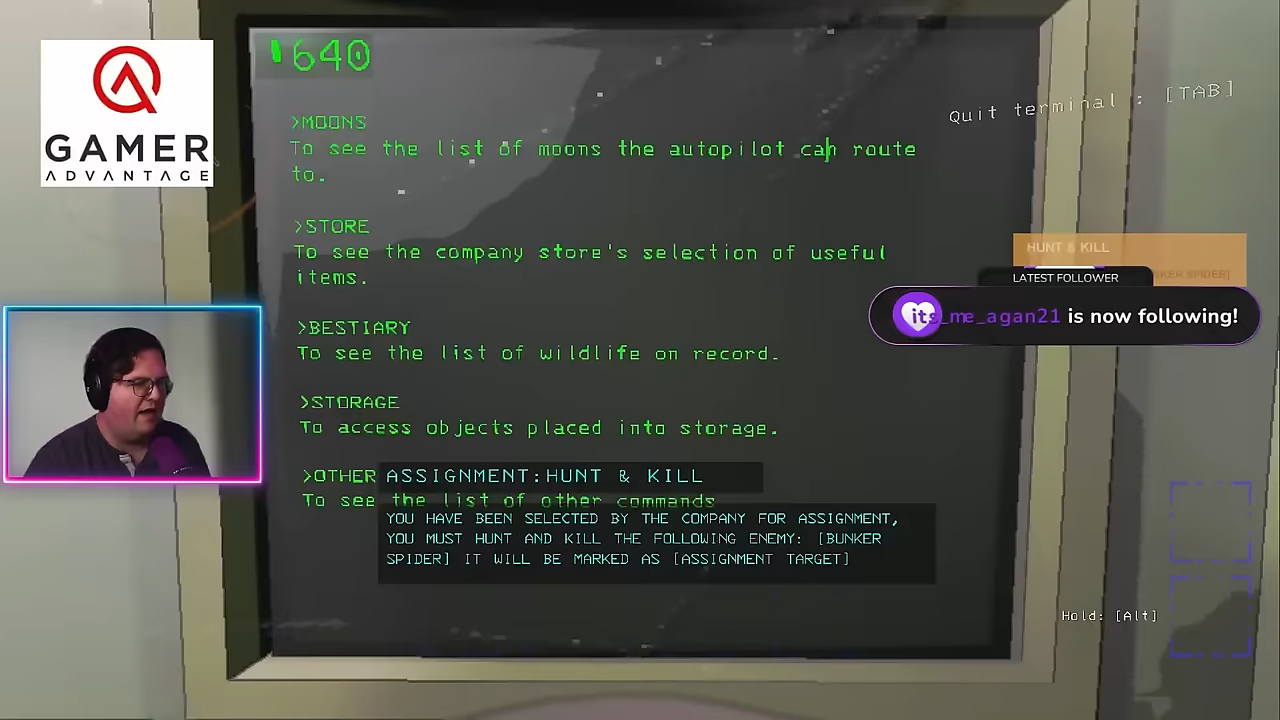 GAMER
ADVANTAGE
640
>MOONS
To see the list of moons the autopilot can route
to.
>STORE
To see the company store's selection of useful
items.
>BESTIARY
To see the list of wildlife on record.
>STORAGE
To access objects placed into storage.
>OTHER
To see the list of other commands
ASSIGNMENT:HUNT & KILL
YOU HAVE BEEN SELECTED BY THE COMPANY FOR ASSIGNMENT,
YOU MUST HUNT AND KILL THE FOLLOWING ENEMY: [BUNKER
SPIDER] IT WILL BE MARKED AS [ASSIGNMENT TARGET]
Quit terminal : [TAB]
HUNT & KILL
SPIDER]
LATEST FOLLOWER
its_me_agan21 is now following!
Hold: [Alt]